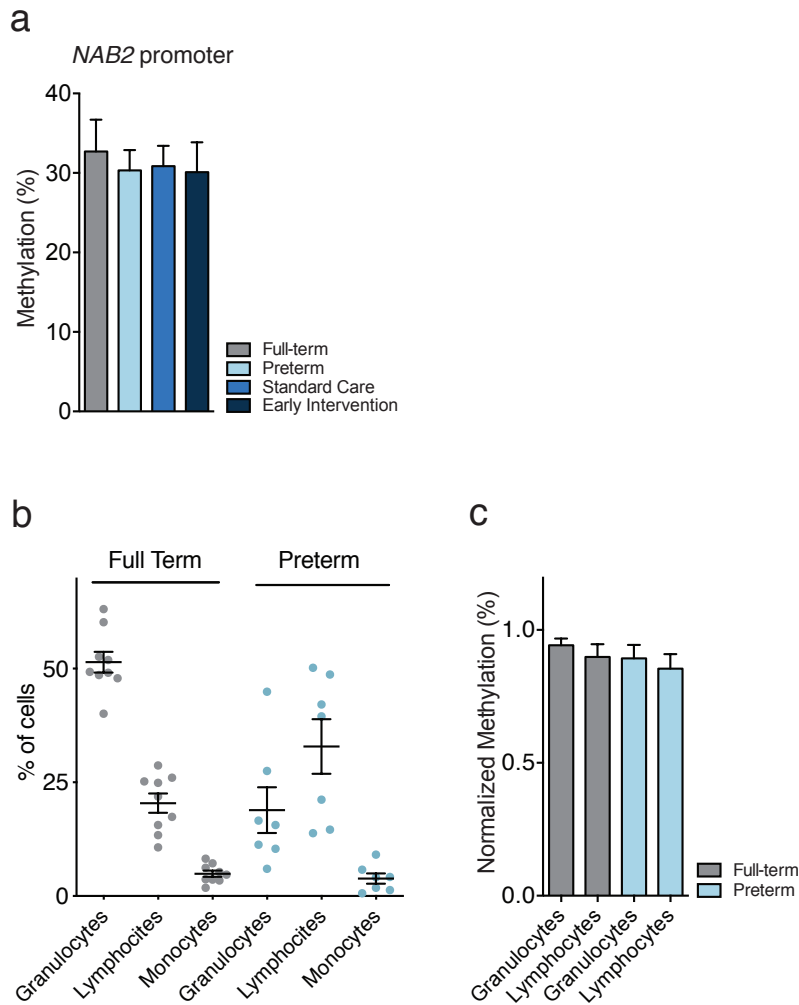 a
NAB2 promoter
Methylation (%)
40
30
20
10
0
Full-term
Preterm
Standard Care
Early Intervention
b
Full Term
Preterm
% of cells
50
25
0
Granulocytes
Lymphocites
Monocytes
Granulocytes
Lymphocites
Monocytes
c
Normalized Methylation (%)
1.0
0.5
0.0
Granulocytes
Lymphocytes
Granulocytes
Lymphocytes
Full-term
Preterm